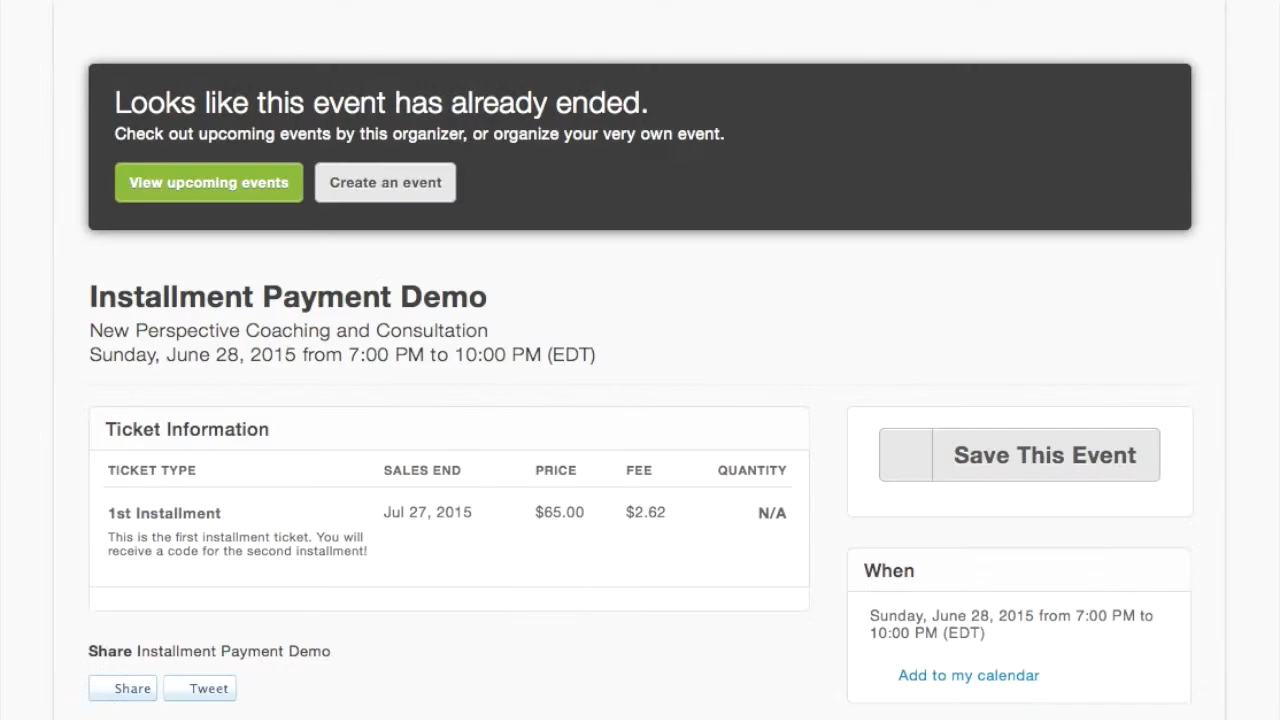 Looks like this event has already ended.
Check out upcoming events by this organizer, or organize your very own event.
View upcoming events
Create an event
Installment Payment Demo
New Perspective Coaching and Consultation
Sunday, June 28, 2015 from 7:00 PM to 10:00 PM (EDT)
Ticket Information
TICKET TYPE SALES END PRICE FEE QUANTITY
1st Installment Jul 27, 2015 $65.00 $2.62 N/A
This is the first installment ticket. You will
receive a code for the second installment!
Save This Event
When
Sunday, June 28, 2015 from 7:00 PM to
10:00 PM (EDT)
Add to my calendar
Share Installment Payment Demo
Share Tweet